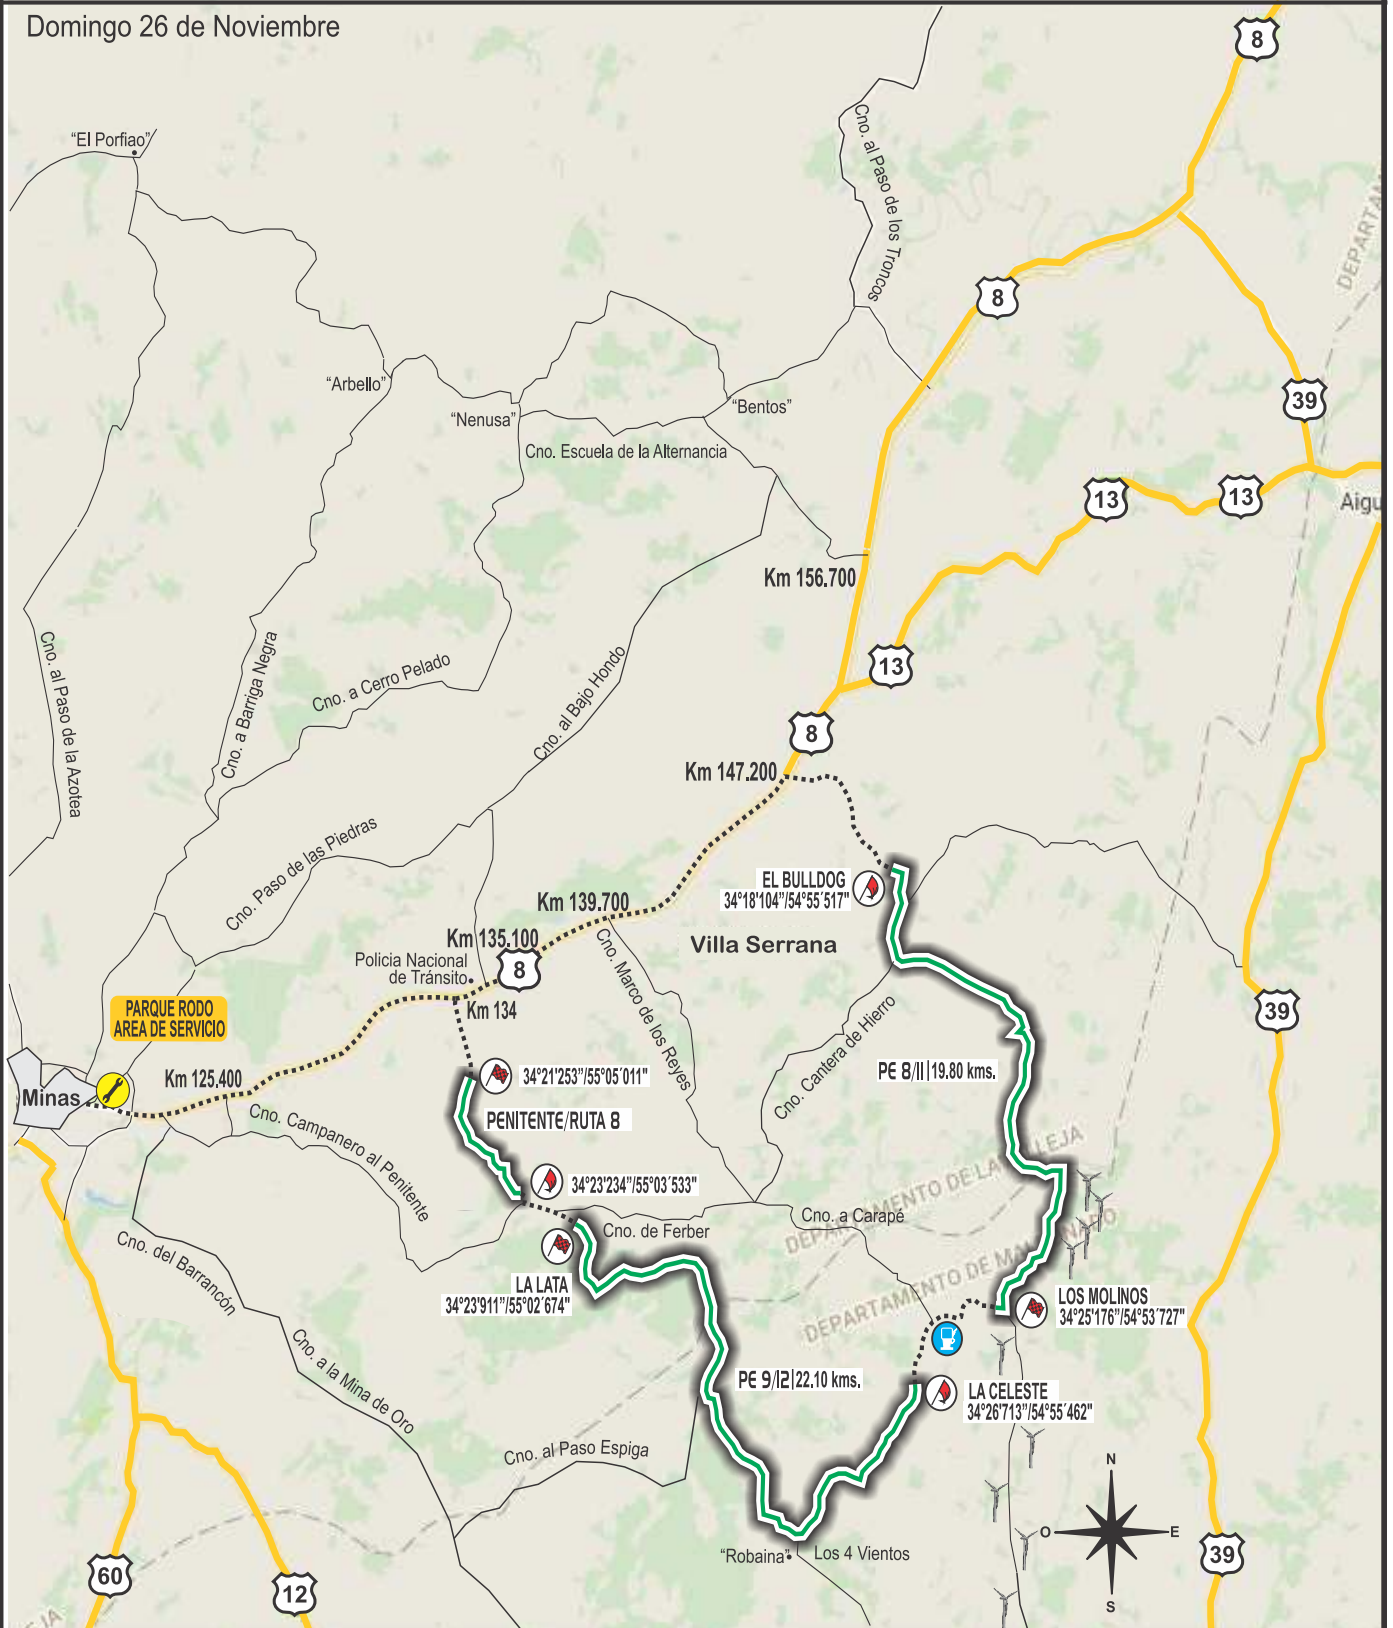 Domingo 26 de Noviembre
8
"El Porfiao"
Cno. al Paso de los Troncos
DEPARTAM
8
"Arbello"
39
"Bentos"
"Nenusa"
Cno. Escuela de la Alternancia
13
13
Aigu
Km 156.700
Cno. al Paso de la Azotea
Cno. a Barriga Negra
Cno. a Cerro Pelado
Cno. al Bajo Hondo
13
8
Km 147.200
Cno. Paso de las Piedras
EL BULLDOG
34°18'104"/54°55´517"
Km 139.700
Villa Serrana
Km 135.100
8
Policia Nacional
de Tránsito
Cno. Marco de los Reyes
Km 134
PARQUE RODO
AREA DE SERVICIO
Cno. Cantera de Hierro
39
Minas
Km 125.400
34°21'253"/55°05´011"
PE 8/11|19.80 kms.
PENITENTE/RUTA 8
Cno. Campanero al Penitente
34°23'234"/55°03´533"
DEPARTAMENTO DE LAVALLEJA
Cno. a Carapé
Cno. de Ferber
DEPARTAMENTO DE MALDONADO
Cno. del Barrancón
LA LATA
34°23'911"/55°02´674"
LOS MOLINOS
34°25'176"/54°53´727"
Cno. a la Mina de Oro
PE 9/12|22.10 kms.
LA CELESTE
34°26'713"/54°55´462"
Cno. al Paso Espiga
N
O
E
S
"Robaina"
Los 4 Vientos
39
60
12
EJA